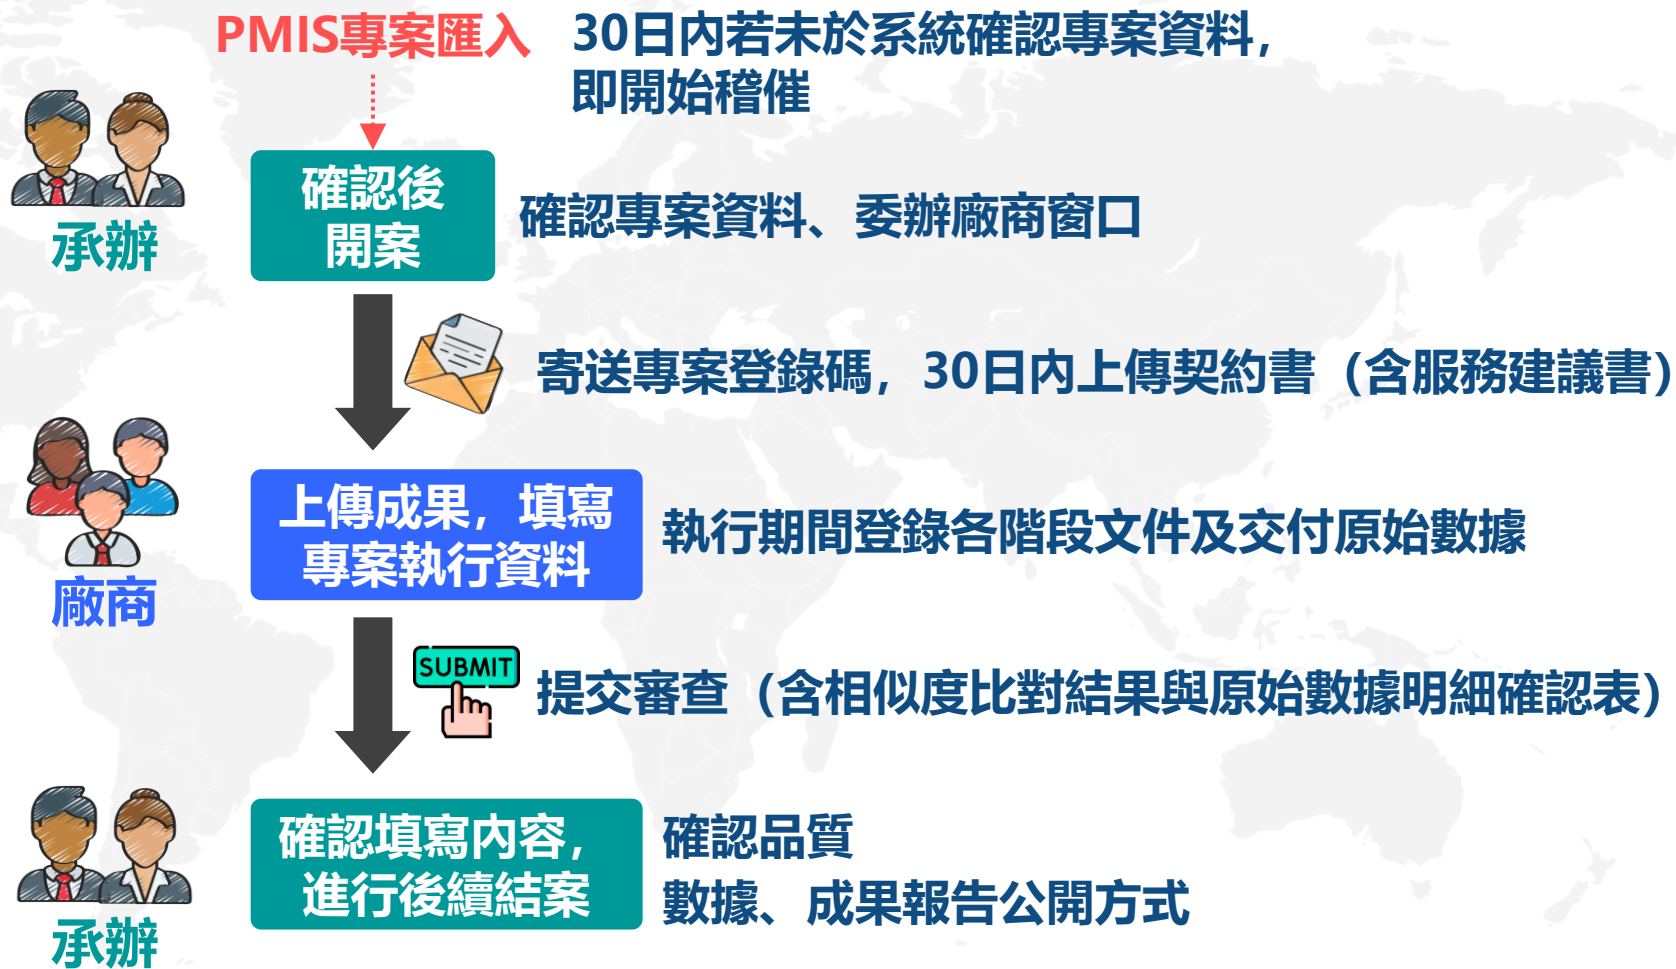 PMIS專案匯入
30日內若未於系統確認專案資料,
即開始稽催
承辦
確認後
開案
確認專案資料、委辦廠商窗口
寄送專案登錄碼, 30日內上傳契約書(含服務建議書)
廠商
上傳成果, 填寫
專案執行資料
執行期間登錄各階段文件及交付原始數據
SUBMIT
提交審查(含相似度比對結果與原始數據明細確認表)
承辦
確認填寫內容,
進行後續結案
確認品質
數據、成果報告公開方式